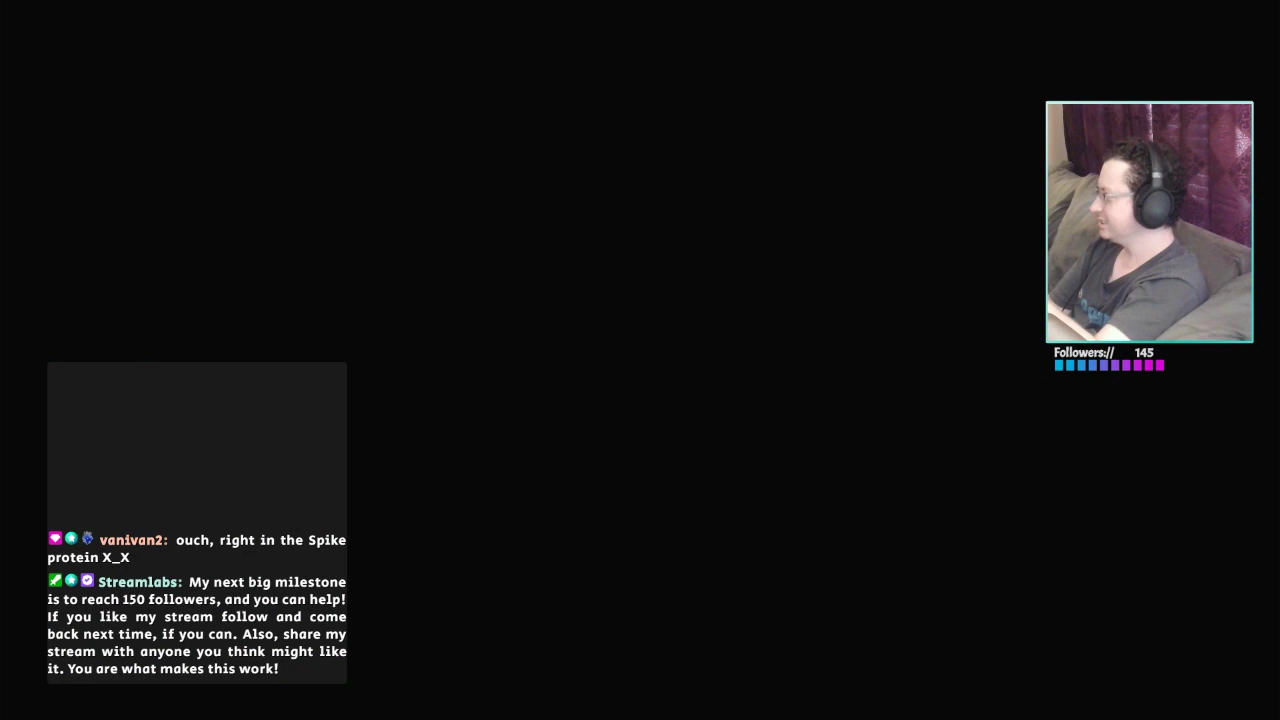 Followers:// 145
vanivan2: ouch, right in the Spike
protein X_X
Streamlabs: My next big milestone
is to reach 150 followers, and you can help!
If you like my stream follow and come
back next time, if you can. Also, share my
stream with anyone you think might like
it. You are what makes this work!